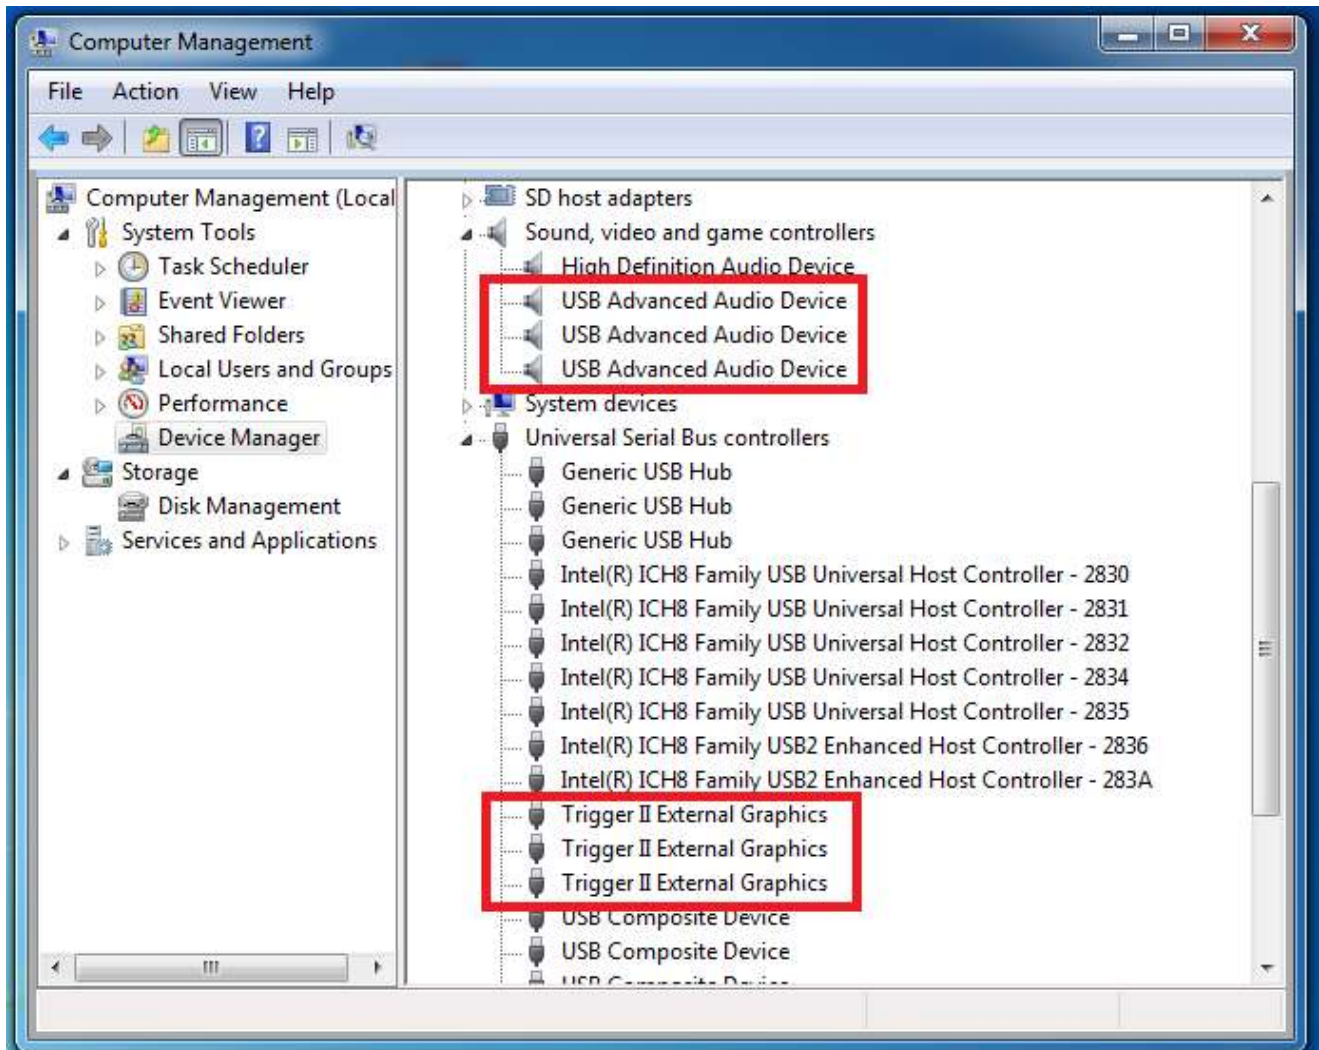 Computer Management
File Action View Help
Computer Management (Local
System Tools
Task Scheduler
Event Viewer
Shared Folders
Local Users and Groups
Performance
Device Manager
Storage
Disk Management
Services and Applications
SD host adapters
Sound, video and game controllers
High Definition Audio Device
USB Advanced Audio Device
USB Advanced Audio Device
USB Advanced Audio Device
System devices
Universal Serial Bus controllers
Generic USB Hub
Generic USB Hub
Generic USB Hub
Intel(R) ICH8 Family USB Universal Host Controller - 2830
Intel(R) ICH8 Family USB Universal Host Controller - 2831
Intel(R) ICH8 Family USB Universal Host Controller - 2832
Intel(R) ICH8 Family USB Universal Host Controller - 2834
Intel(R) ICH8 Family USB Universal Host Controller - 2835
Intel(R) ICH8 Family USB2 Enhanced Host Controller - 2836
Intel(R) ICH8 Family USB2 Enhanced Host Controller - 283A
Trigger II External Graphics
Trigger II External Graphics
Trigger II External Graphics
USB Composite Device
USB Composite Device
USB Composite Device